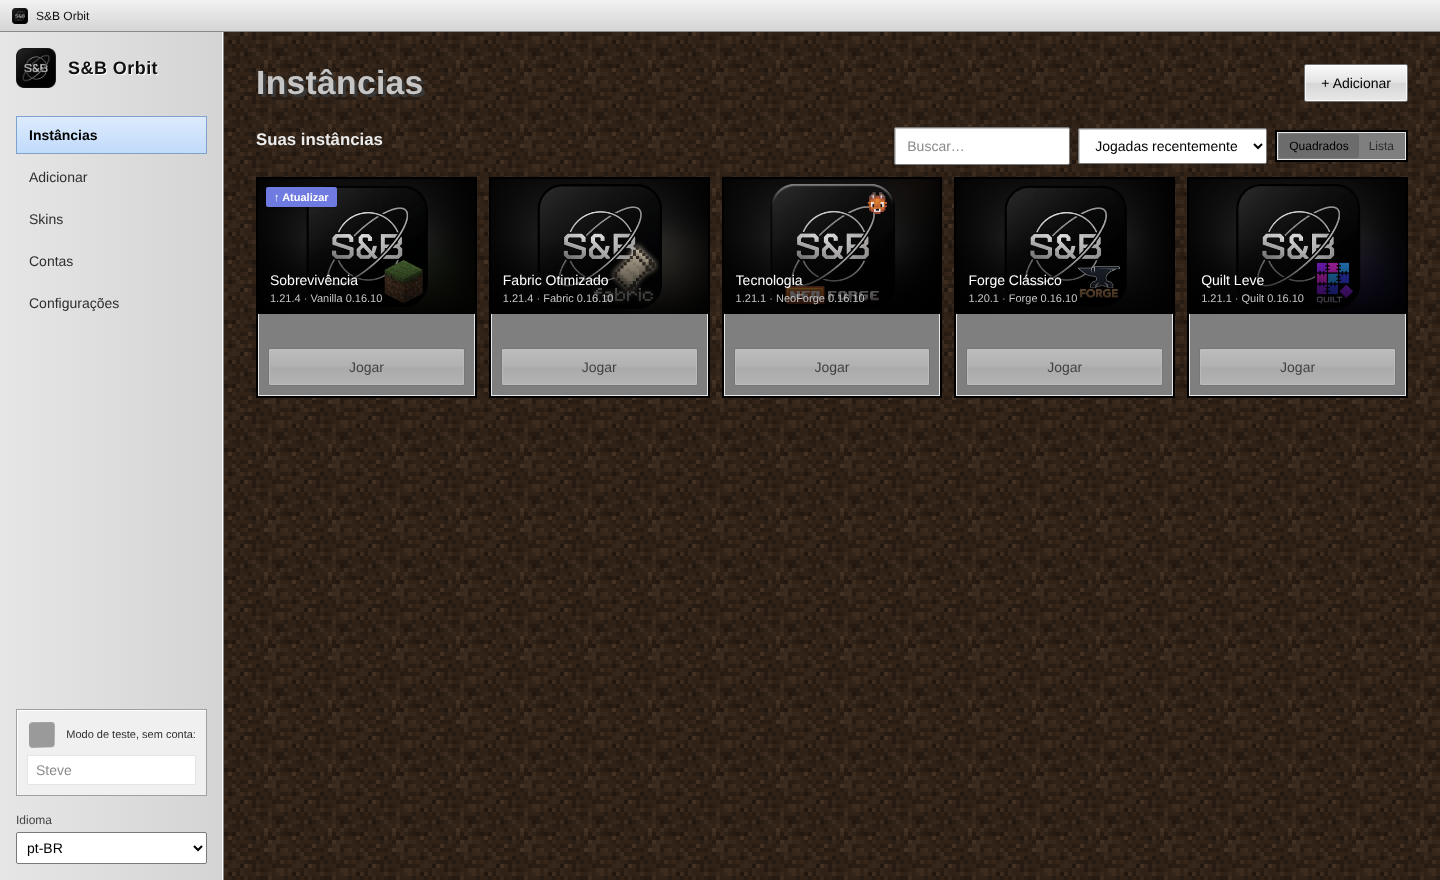 S&B Orbit
S&B
S&B Orbit
Instâncias
Adicionar
Skins
Contas
Configurações
Modo de teste, sem conta:
Steve
Idioma
pt-BR
Instâncias
+ Adicionar
Suas instâncias
Buscar…
Jogadas recentemente
Quadrados
Lista
↑ Atualizar
S&B
Sobrevivência
1.21.4 · Vanilla 0.16.10
Jogar
S&B
Fabric Otimizado
fabric
1.21.4 · Fabric 0.16.10
Jogar
S&B
Tecnologia
NEOFORGE
1.21.1 · NeoForge 0.16.10
Jogar
S&B
Forge Clássico
FORGE
1.20.1 · Forge 0.16.10
Jogar
S&B
Quilt Leve
QUILT
1.21.1 · Quilt 0.16.10
Jogar